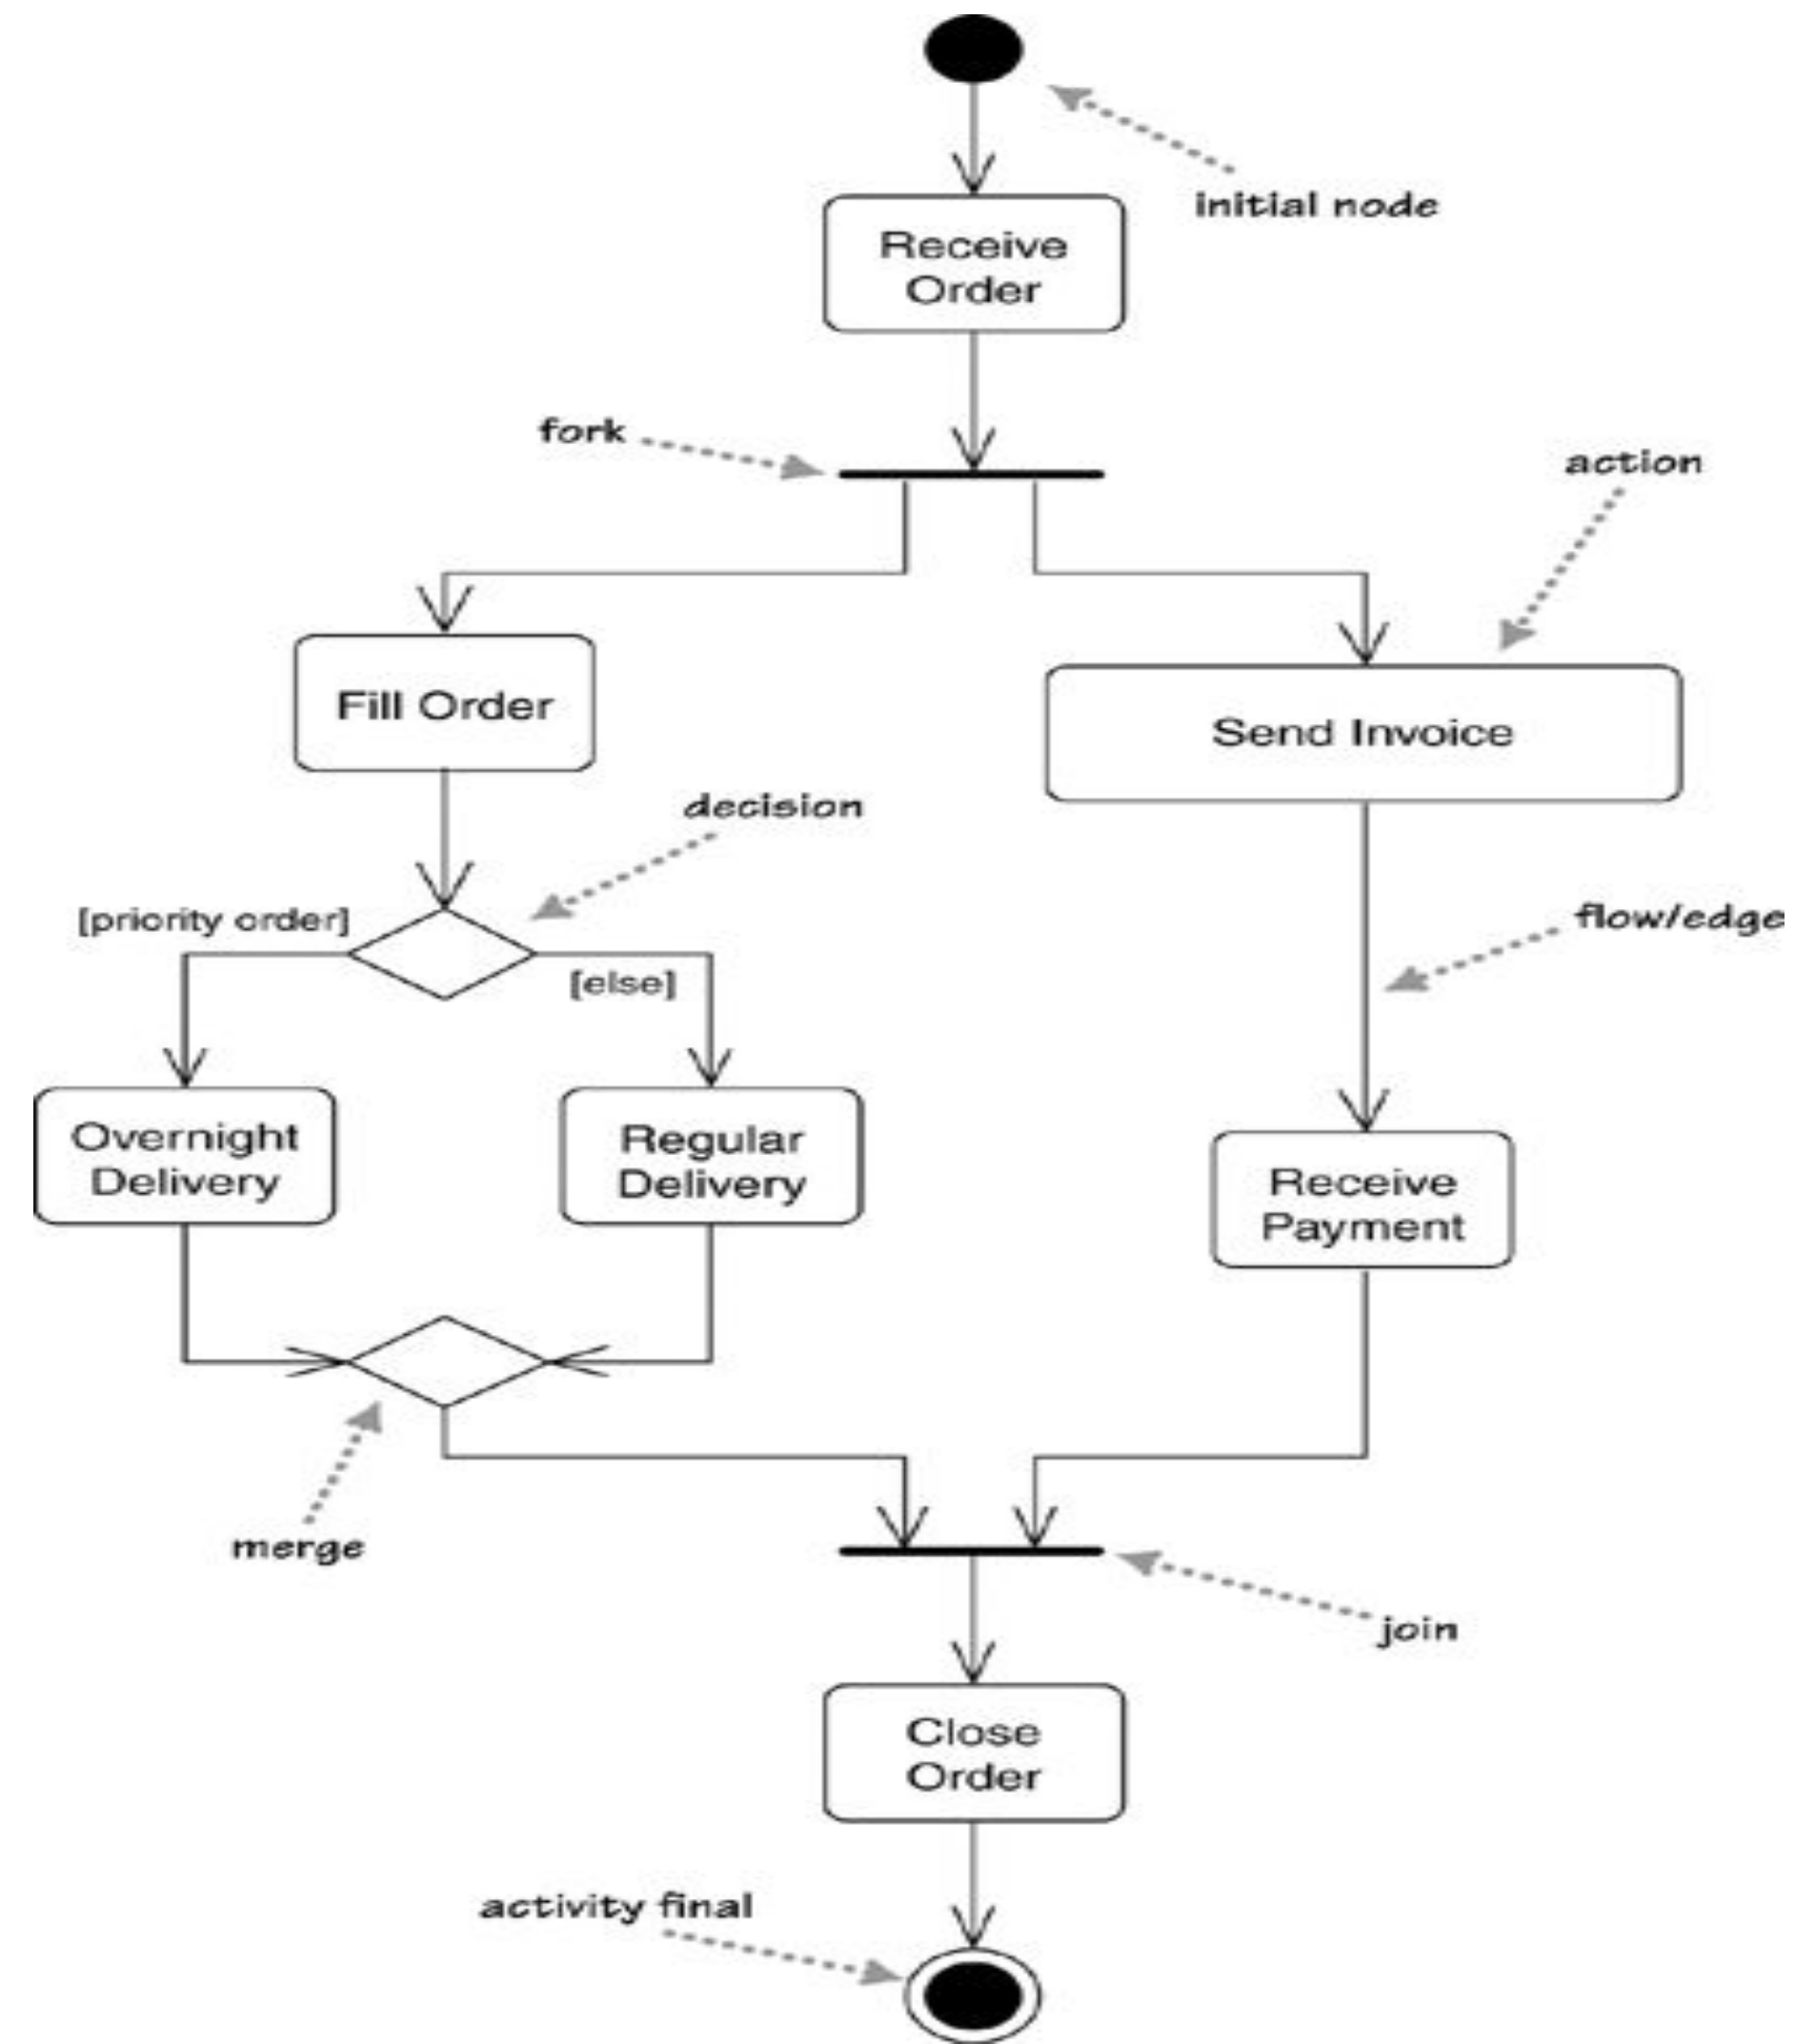 initial node
Receive
Order
fork
action
Fill Order
Send Invoice
decision
[priority order]
flow/edge
[else]
Overnight
Delivery
Regular
Delivery
Receive
Payment
merge
join
Close
Order
activity final